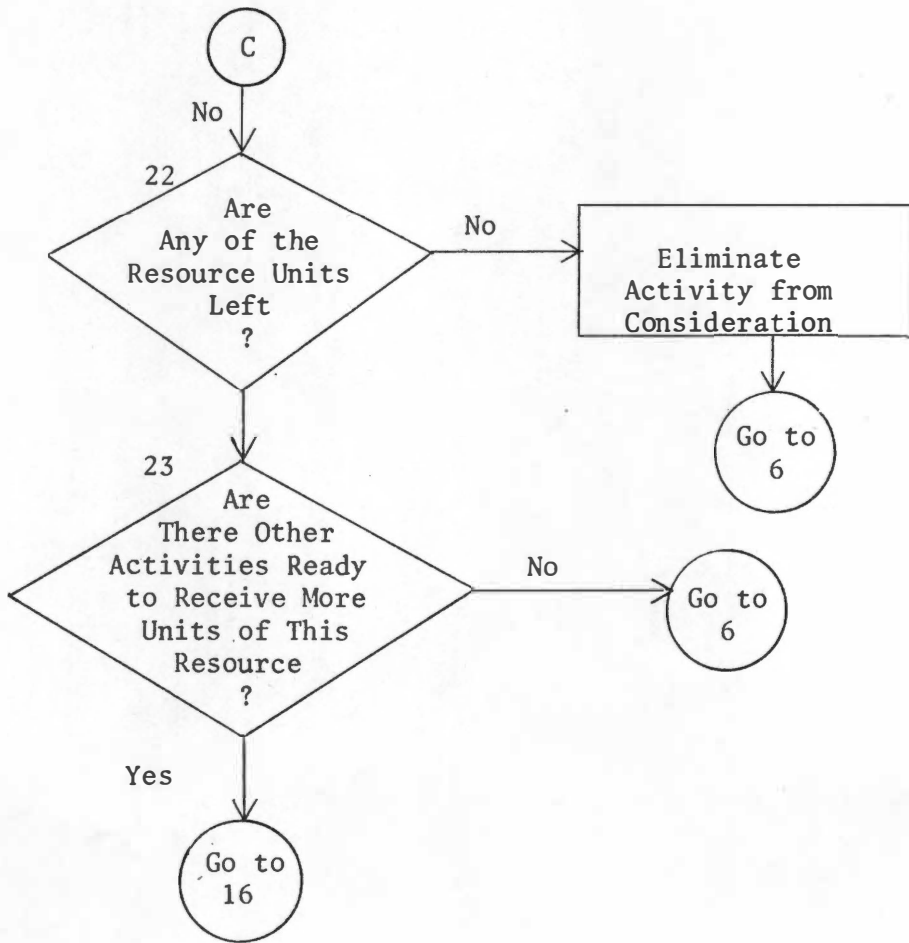 C
No
22
Are
Any of the
Resource Units
Left
?
No
Eliminate
Activity from
Consideration
Go to
6
23
Are
There Other
Activities Ready
to Receive More
Units of This
Resource
?
No
Go to
6
Yes
Go to
16